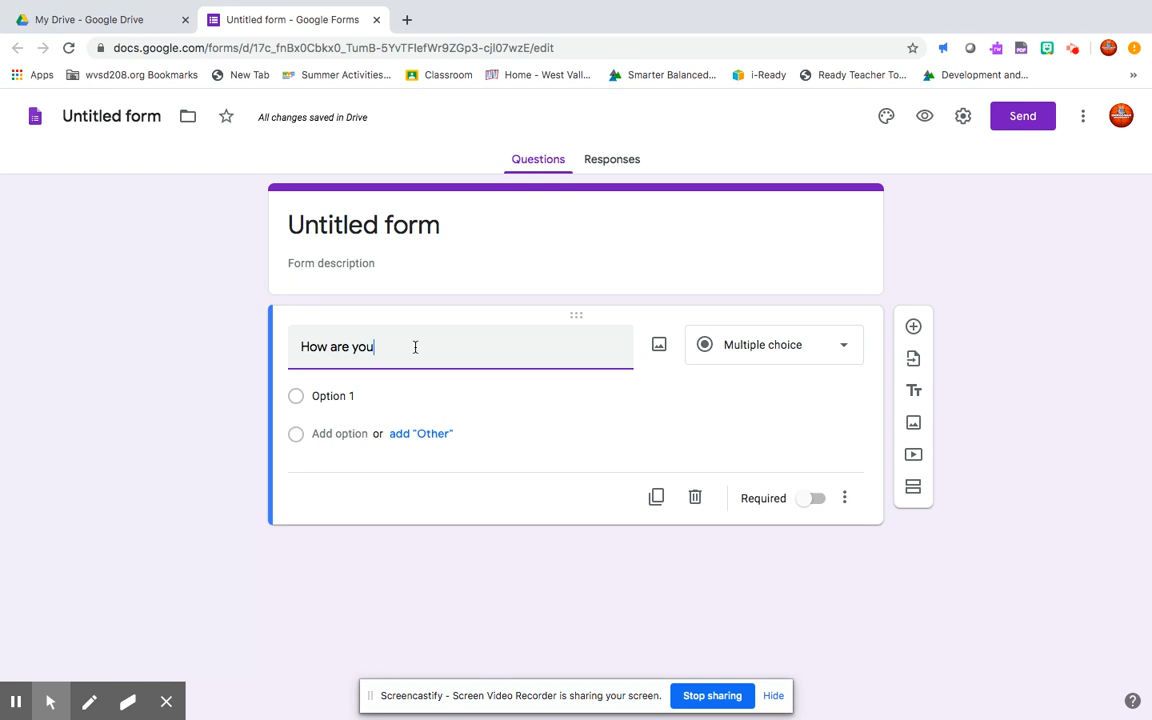 My Drive - Google Drive
Untitled form - Google Forms
docs.google.com/forms/d/17c_fnBx0Cbkx0_TumB-5YvTFIefWr9ZGp3-cjl07wzE/edit
Apps
wvsd208.org Bookmarks
New Tab
Summer Activities...
Classroom
Home - West Vall...
Smarter Balanced...
i-Ready
Ready Teacher To...
Development and...
Untitled form
All changes saved in Drive
Send
Questions
Responses
Untitled form
Form description
How are you
Multiple choice
Option 1
Add option or add "Other"
Required
Tт
Screencastify - Screen Video Recorder is sharing your screen.
Stop sharing
Hide